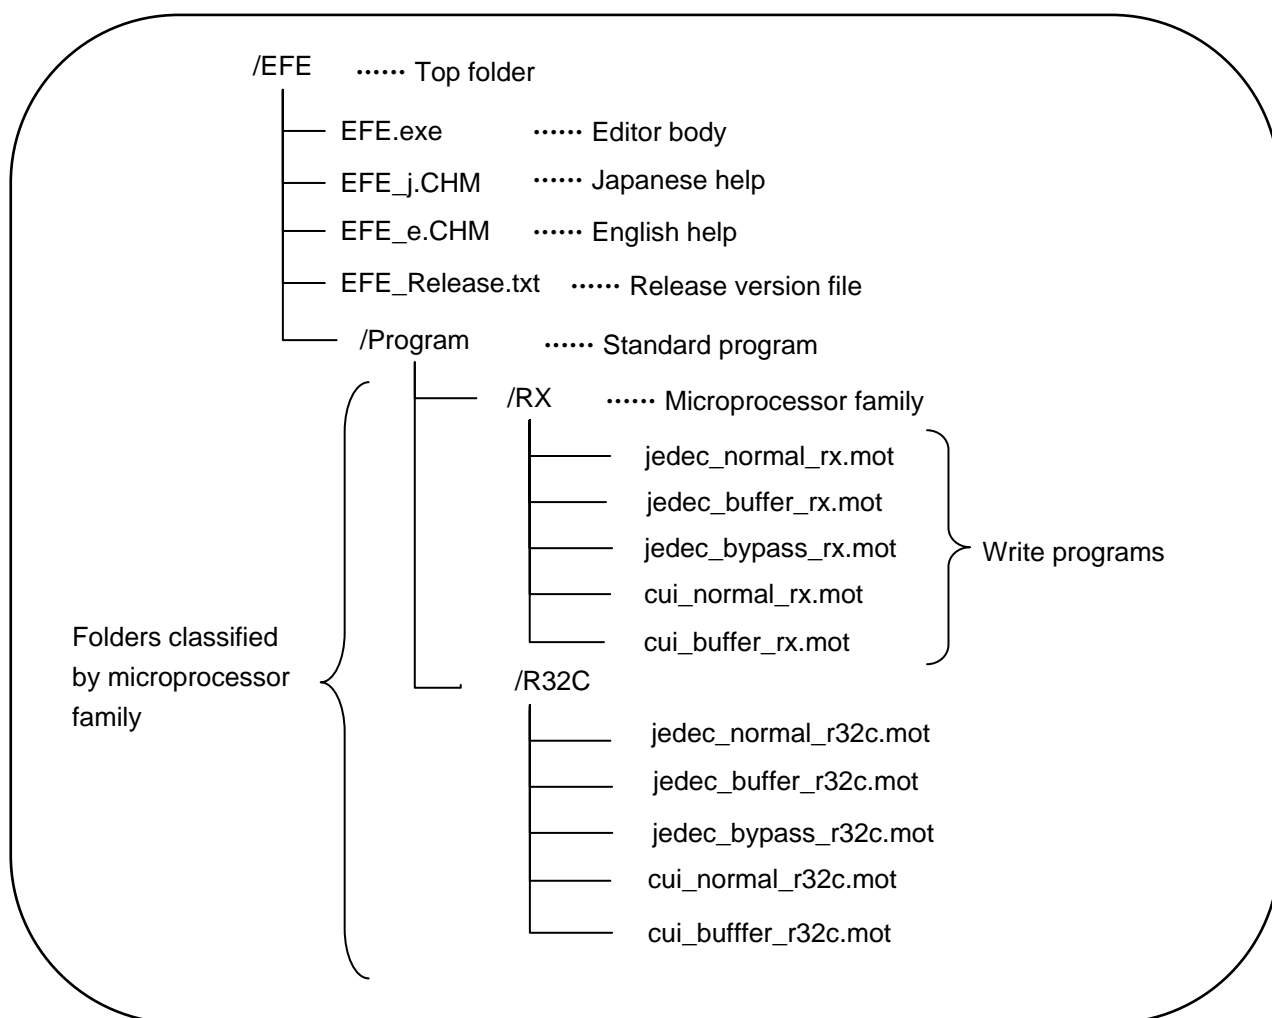 /EFE ...... Top folder
EFE.exe ...... Editor body
EFE_j.CHM ...... Japanese help
EFE_e.CHM ...... English help
EFE_Release.txt ...... Release version file
/Program ...... Standard program
/RX ...... Microprocessor family
jedec_normal_rx.mot
jedec_buffer_rx.mot
jedec_bypass_rx.mot
cui_normal_rx.mot
cui_buffer_rx.mot
Write programs
Folders classified
by microprocessor
family
/R32C
jedec_normal_r32c.mot
jedec_buffer_r32c.mot
jedec_bypass_r32c.mot
cui_normal_r32c.mot
cui_bufffer_r32c.mot